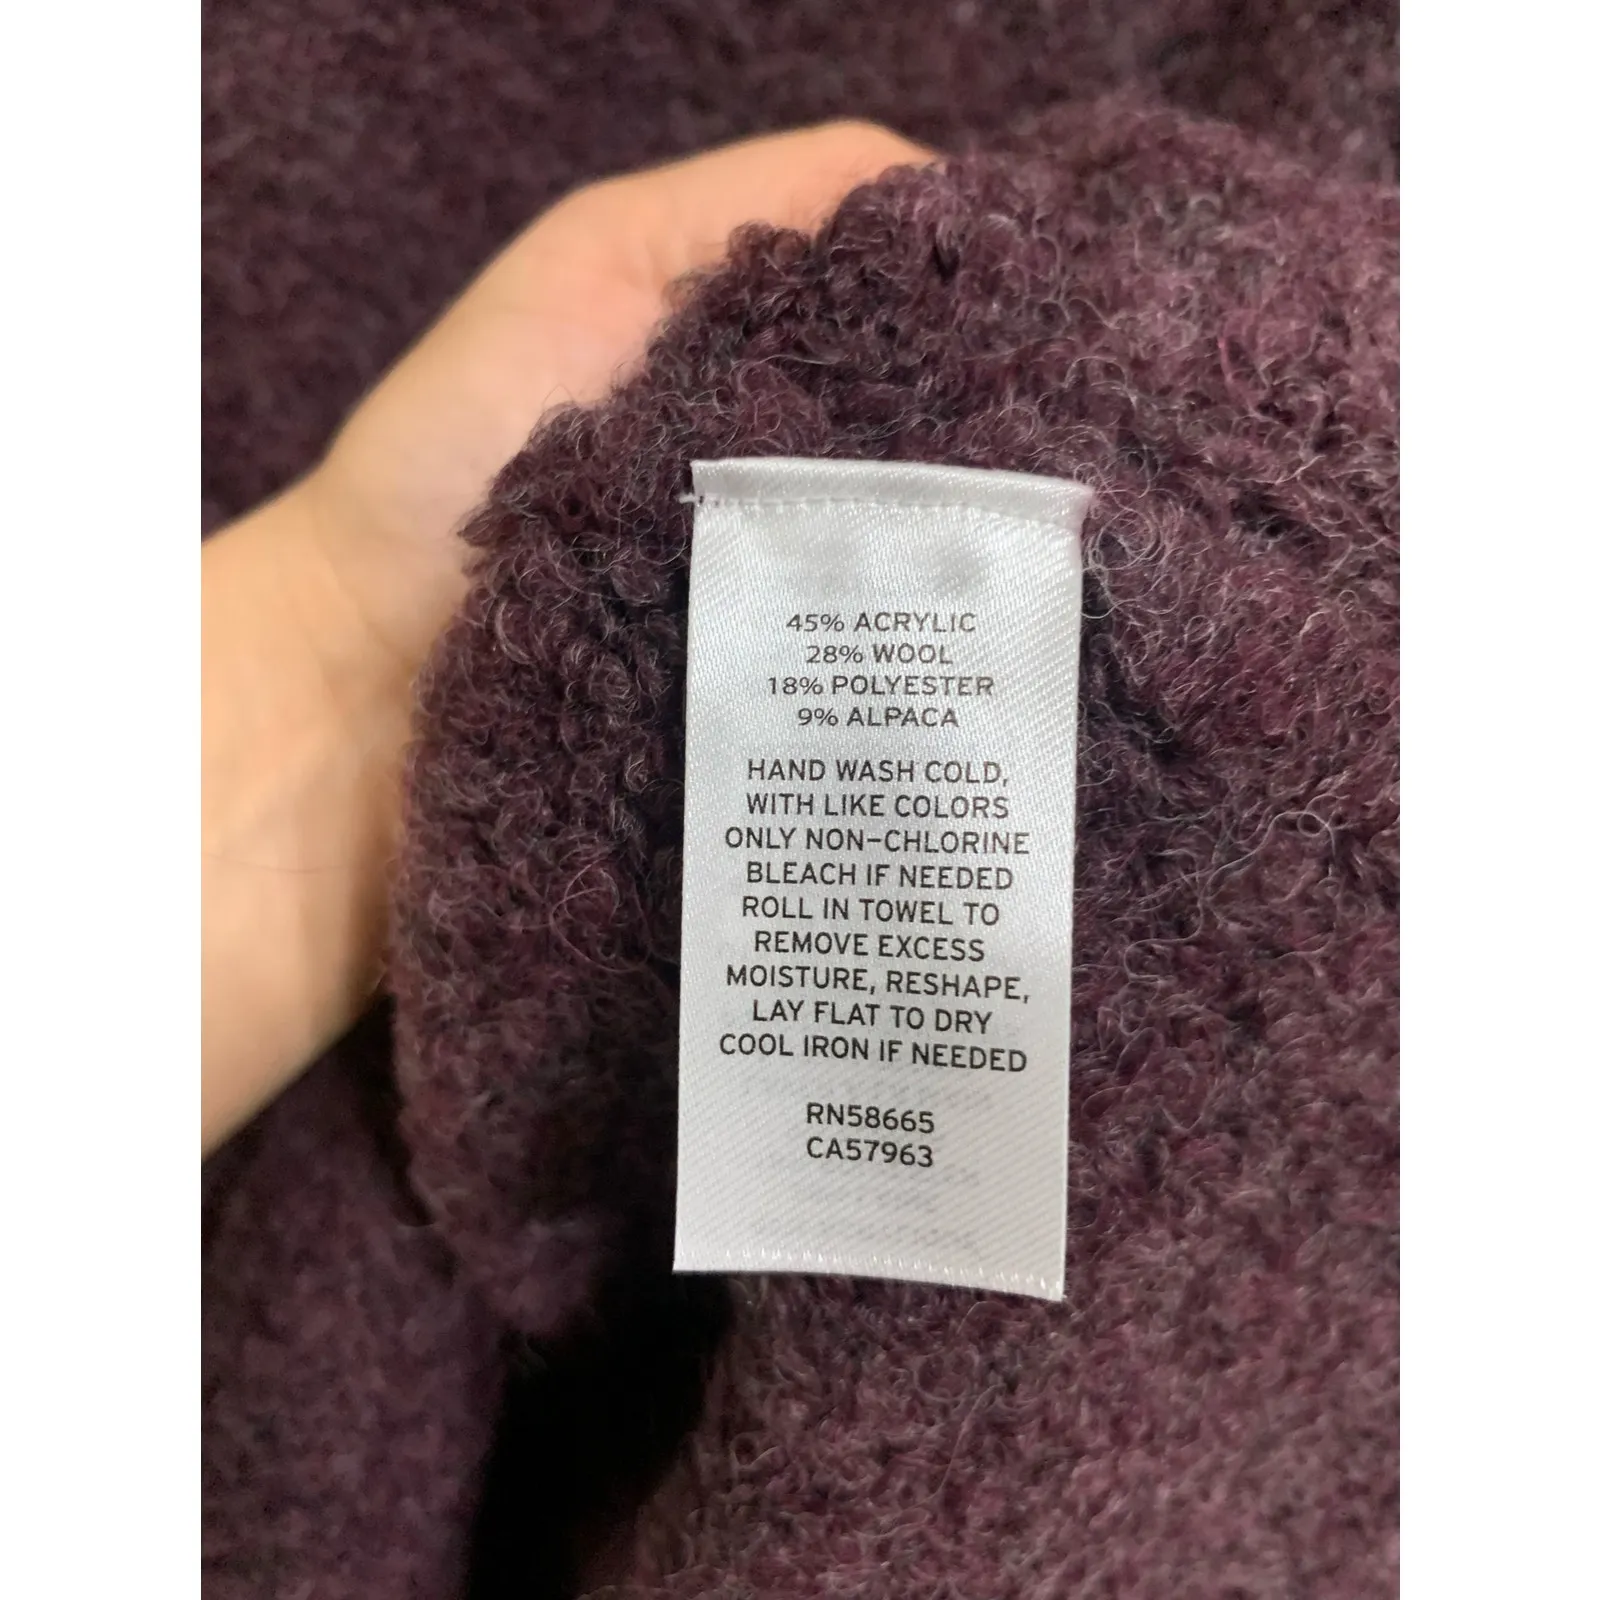 45% ACRYLIC
28% WOOL
18% POLYESTER
9% ALPACA
HAND WASH COLD,
WITH LIKE COLORS
ONLY NON-CHLORINE
BLEACH IF NEEDED
ROLL IN TOWEL TO
REMOVE EXCESS
MOISTURE, RESHAPE,
LAY FLAT TO DRY
COOL IRON IF NEEDED
RN58665
CA57963